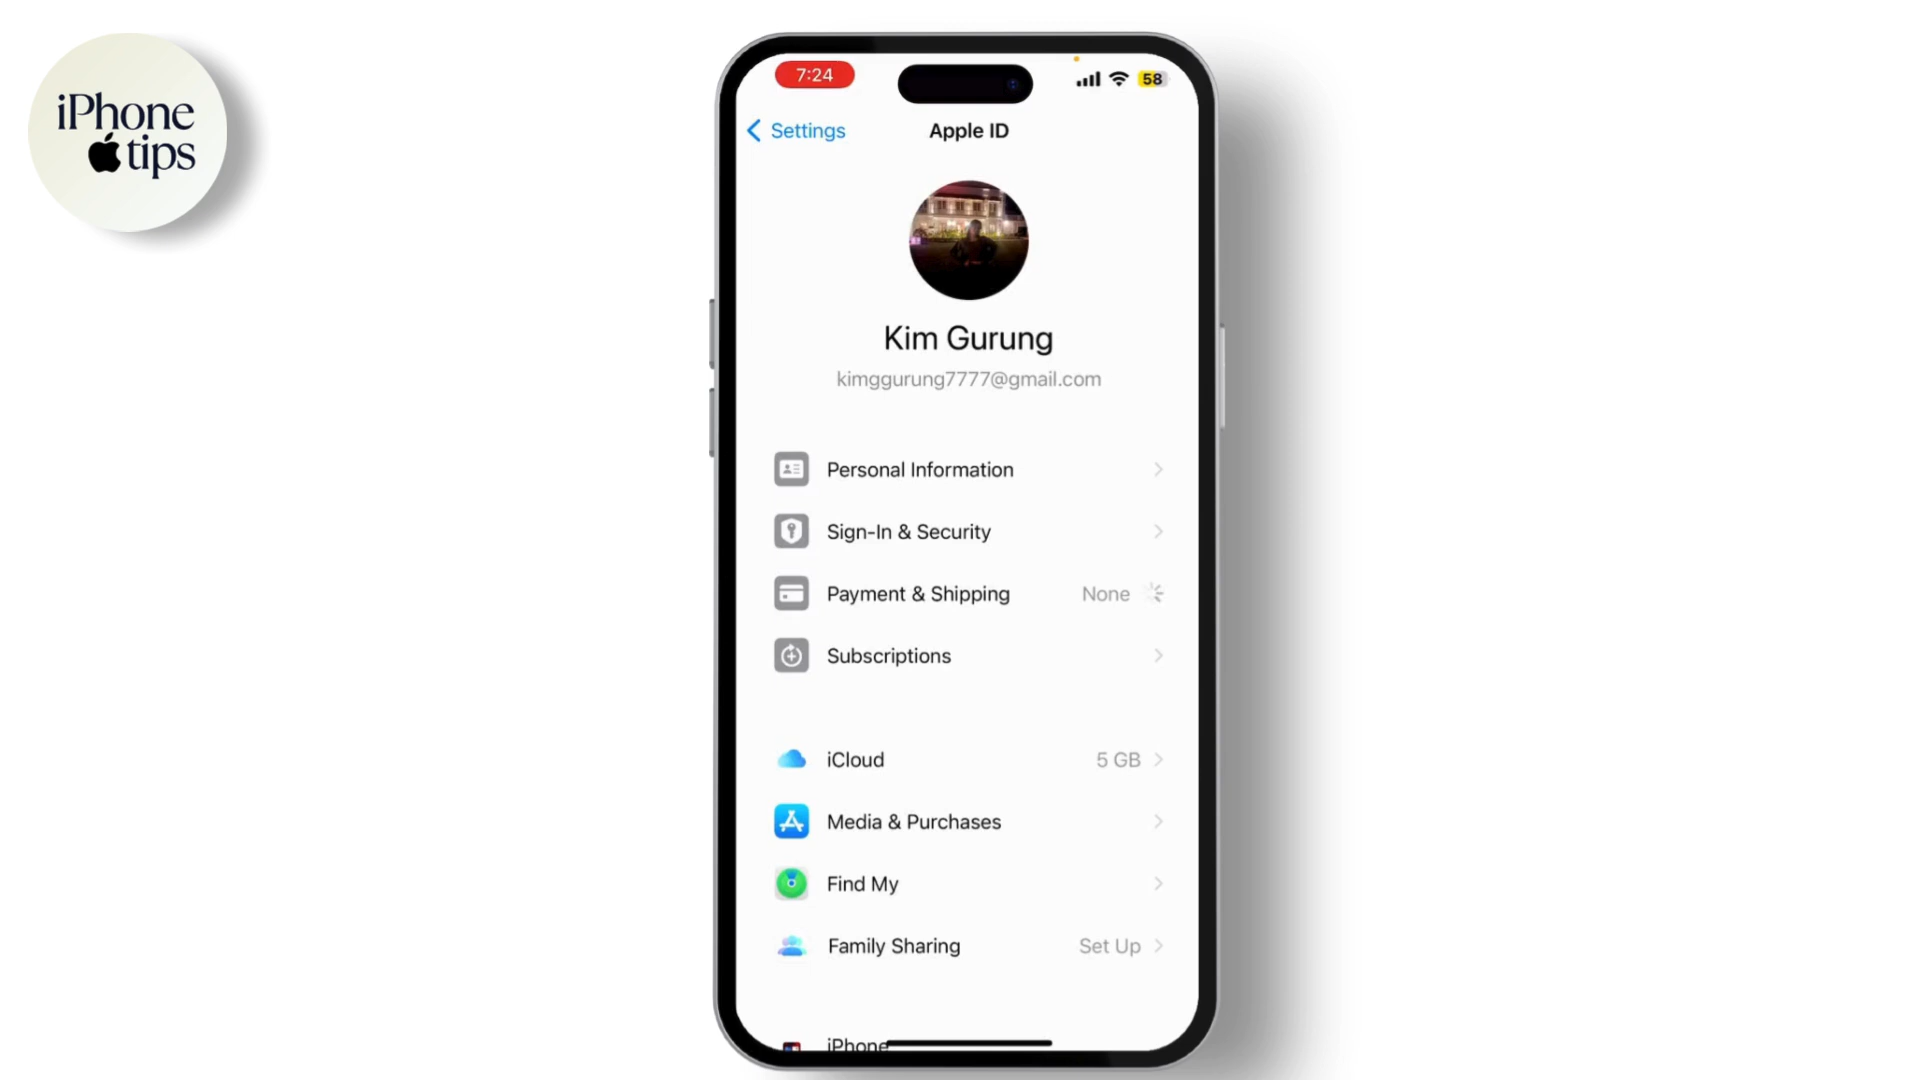 iPhone
tips
7:24
58
Settings
Apple ID
Kim Gurung
kimggurung7777@gmail.com
Personal Information
Sign-In & Security
Payment & Shipping None
Subscriptions
iCloud 5 GB
Media & Purchases
Find My
Family Sharing Set Up
iPhone